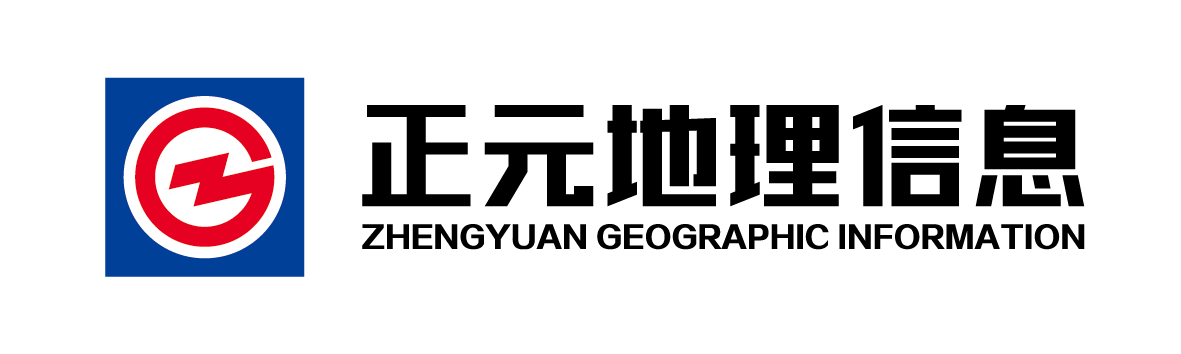 正元地理信息
ZHENGYUAN GEOGRAPHIC INFORMATION